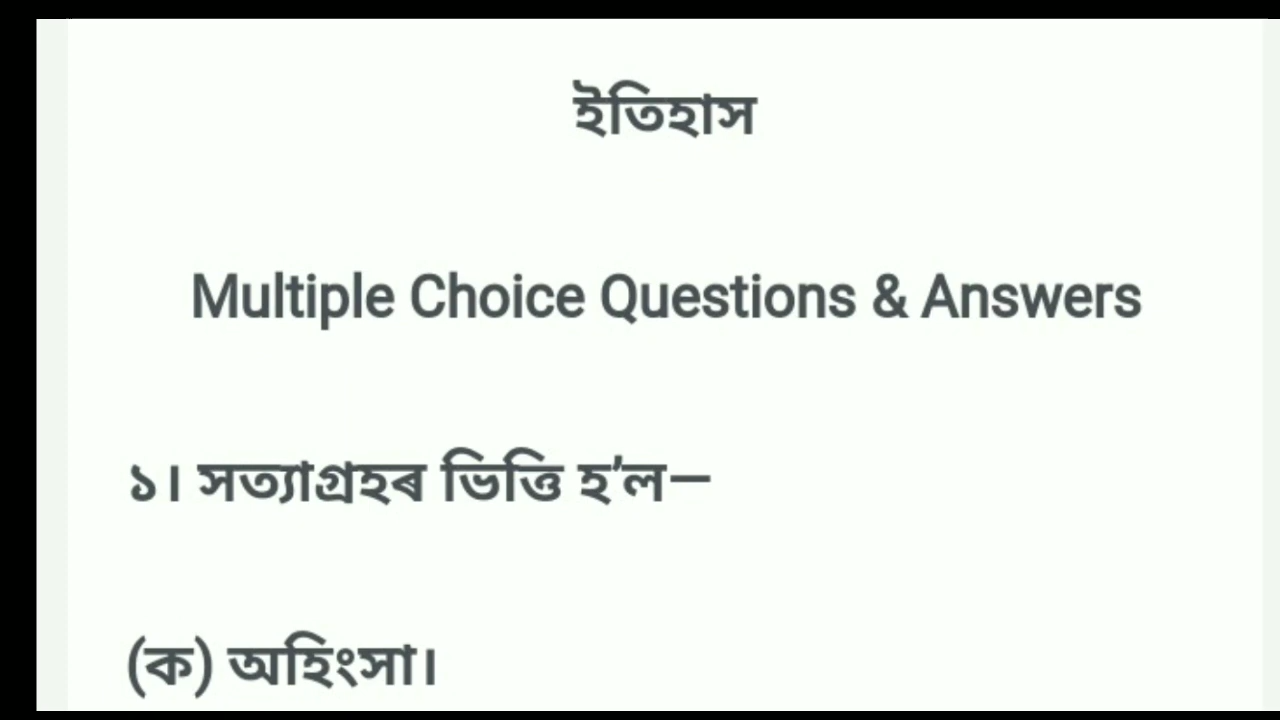 ইতিহাস
Multiple Choice Questions & Answers
১। সত্যাগ্ৰহৰ ভিত্তি হ’ল—
(ক) অহিংসা।